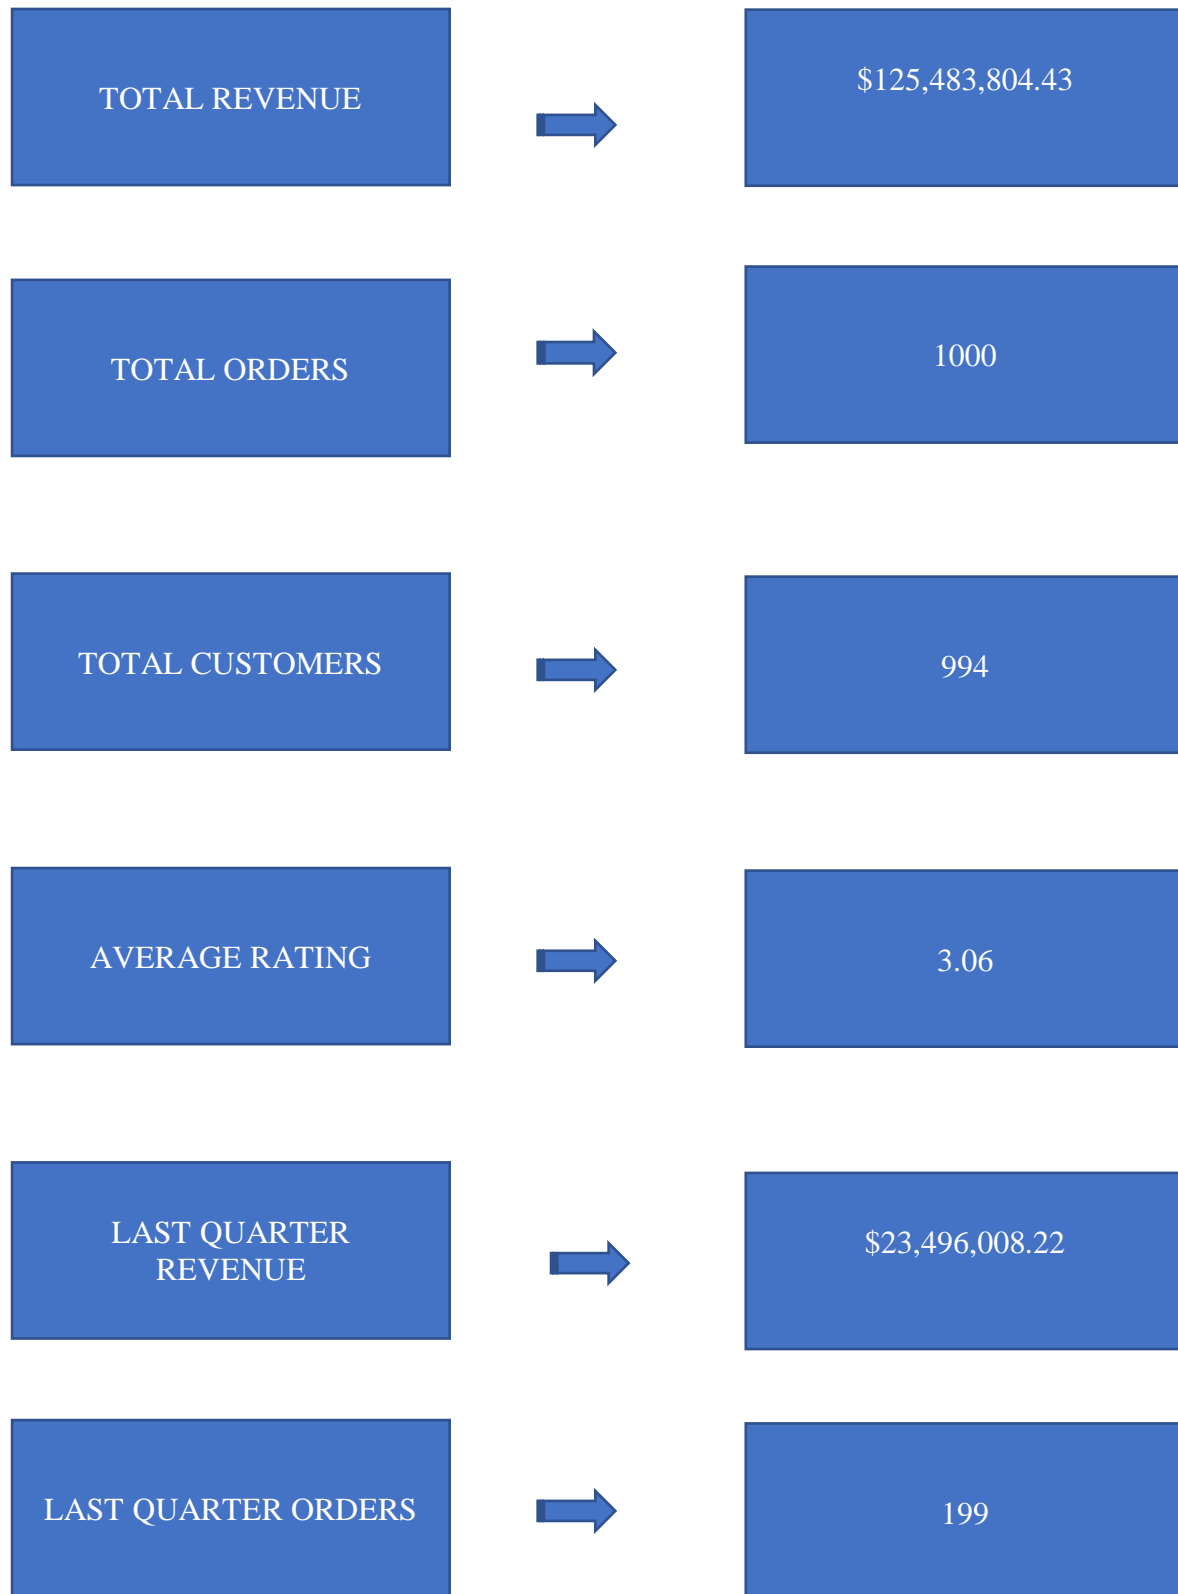 TOTAL REVENUE
$125,483,804.43
TOTAL ORDERS
1000
TOTAL CUSTOMERS
994
AVERAGE RATING
3.06
LAST QUARTER
REVENUE
$23,496,008.22
LAST QUARTER ORDERS
199